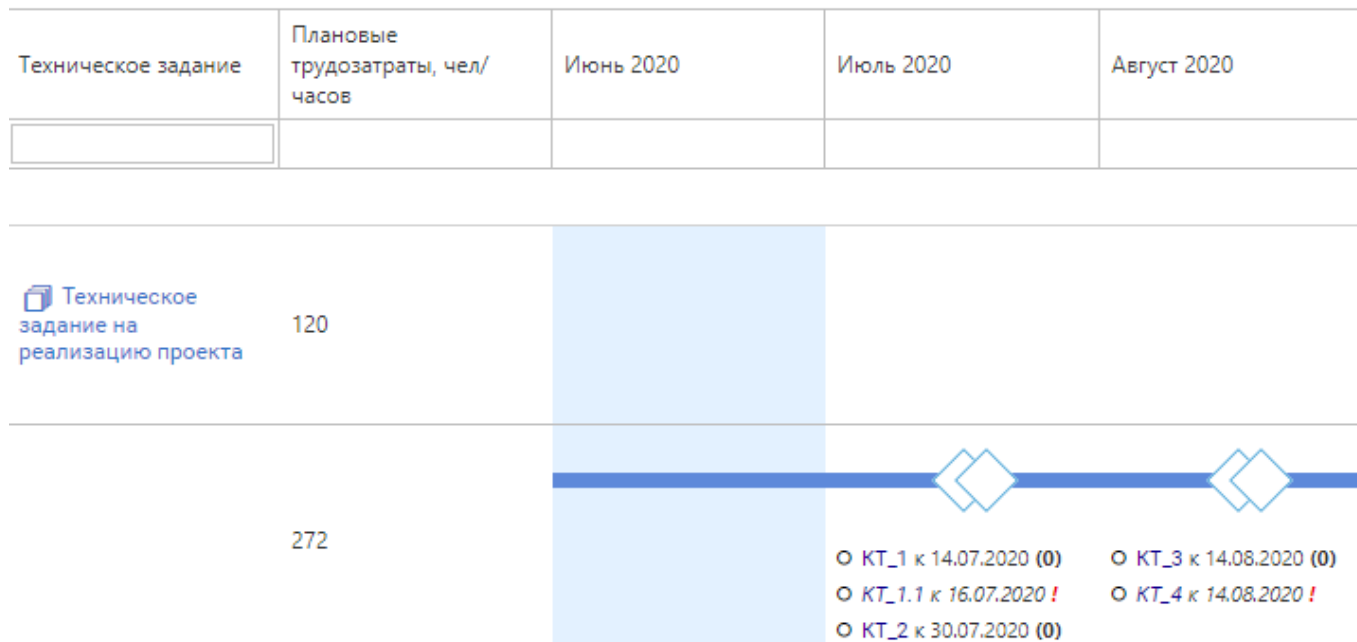 Техническое задание
Плановые
трудозатраты, чел/
часов
Июнь 2020
Июль 2020
Август 2020
Техническое
задание на
реализацию проекта
120
272
КТ_1 к 14.07.2020 (0)
КТ_1.1 к 16.07.2020 !
КТ_2 к 30.07.2020 (0)
КТ_3 к 14.08.2020 (0)
КТ_4 к 14.08.2020 !